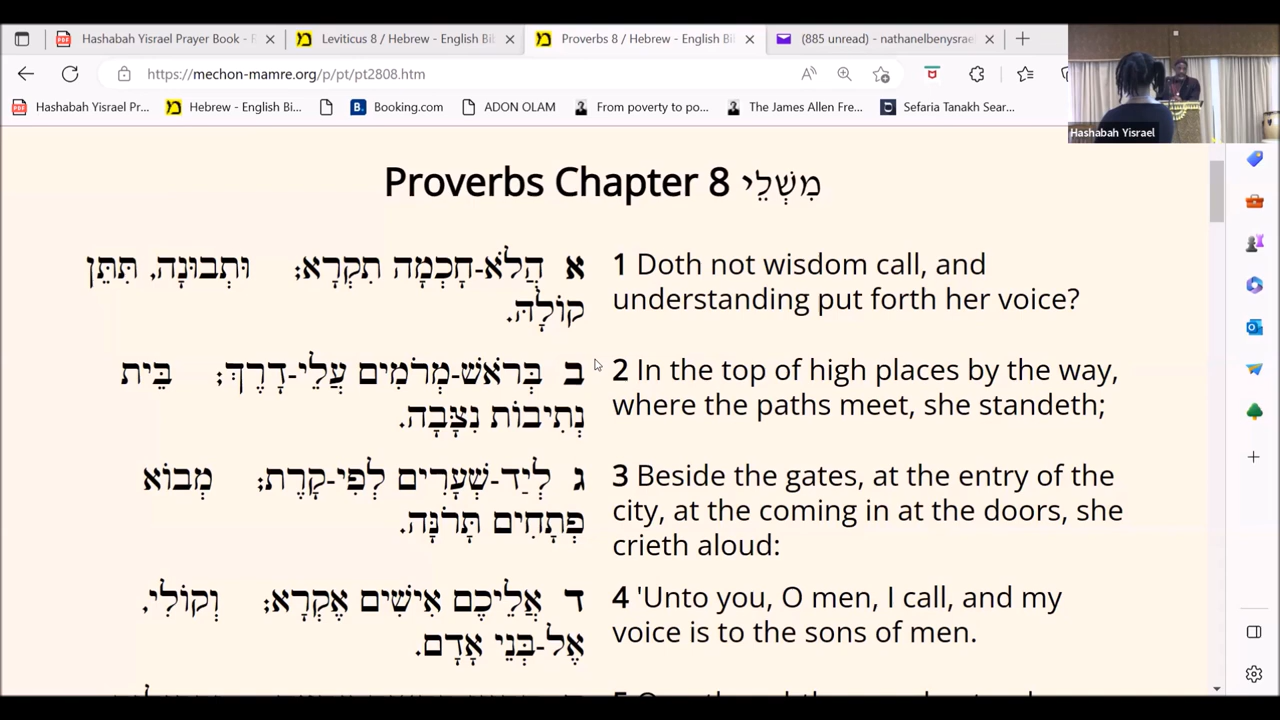 Hashabah Yisrael Prayer Book - F
Leviticus 8 / Hebrew - English Bib
Proverbs 8 / Hebrew - English Bib
(885 unread) - nathanelbenysrae
https://mechon-mamre.org/p/pt/pt2808.htm
Hashabah Yisrael Pr...
Hebrew - English Bi...
Booking.com
ADON OLAM
From poverty to po...
The James Allen Fre...
Sefaria Tanakh Sear...
Hashabah Yisrael
Proverbs Chapter 8 מִשְׁלֵי
א הֲלֹא-חָכְמָה תִקְרָא; וּתְבוּנָה, תִּתֵּן
קוֹלָהּ.
1 Doth not wisdom call, and
understanding put forth her voice?
ב בְּרֹאשׁ-מְרֹמִים עֲלֵי-דָרֶךְ; בֵּית
נְתִיבוֹת נִצָּבָה.
2 In the top of high places by the way,
where the paths meet, she standeth;
ג לְיַד-שְׁעָרִים לְפִי-קָרֶת; מְבוֹא
פְתָחִים תָּרֹנָּה.
3 Beside the gates, at the entry of the
city, at the coming in at the doors, she
crieth aloud:
ד אֲלֵיכֶם אִישִׁים אֶקְרָא; וְקוֹלִי,
אֶל-בְּנֵי אָדָם.
4 'Unto you, O men, I call, and my
voice is to the sons of men.